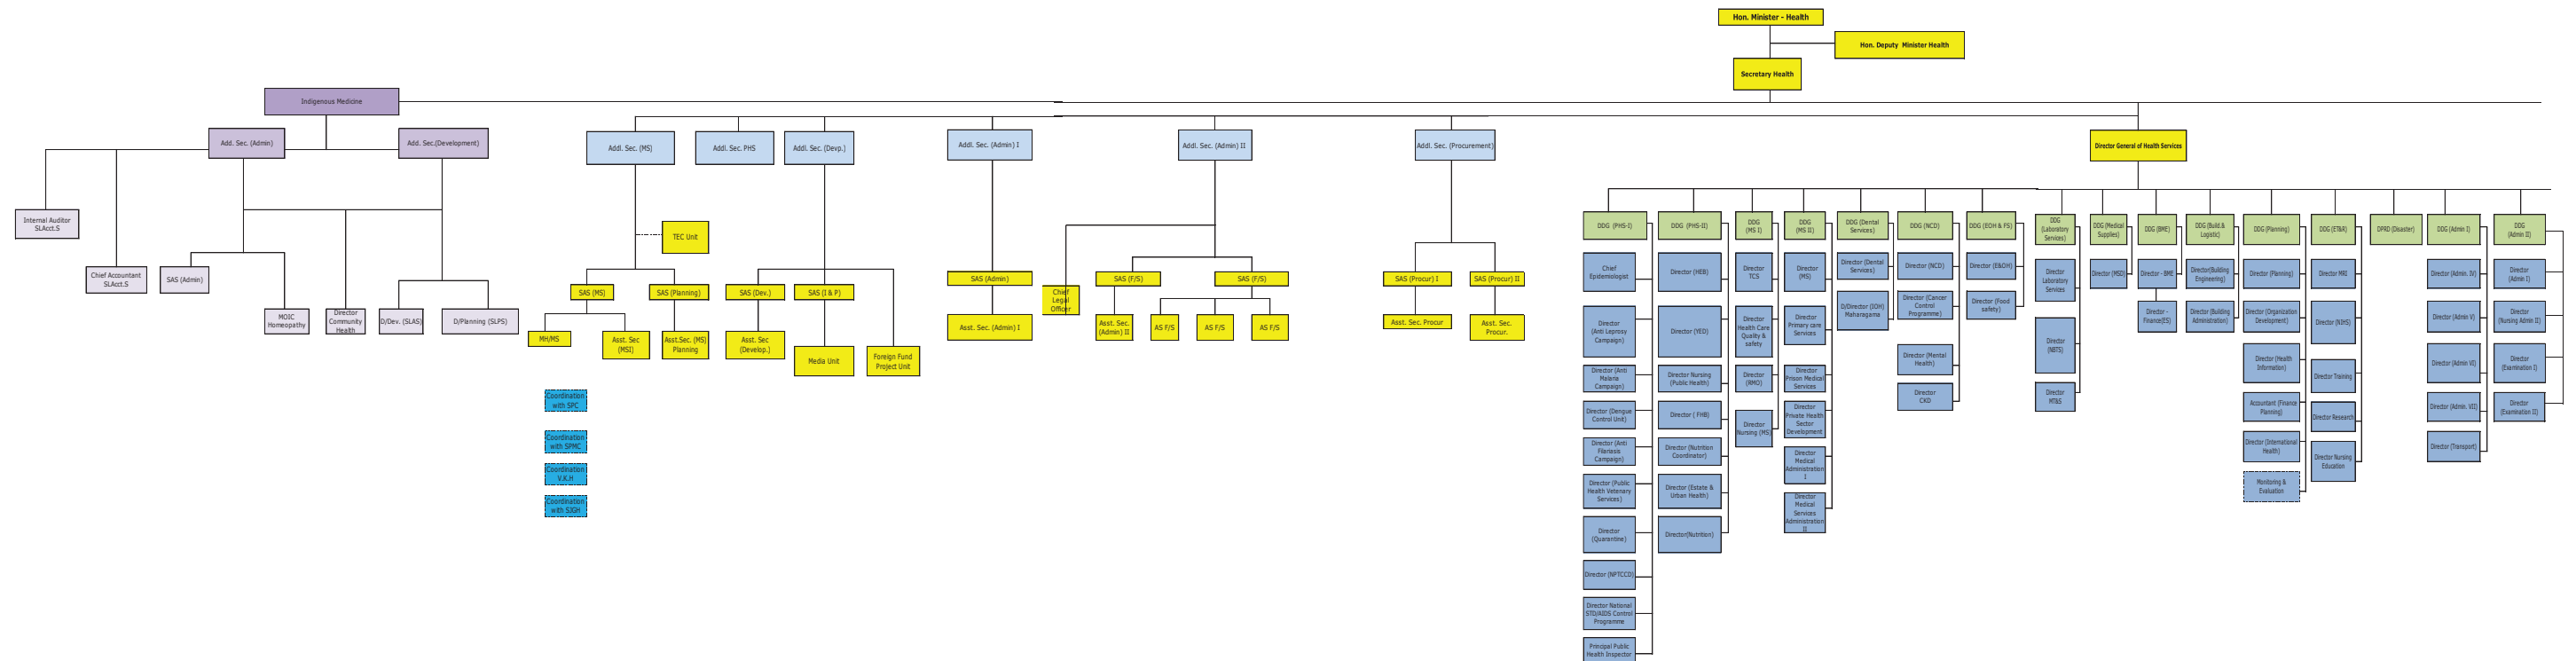 Hon. Minister - Health
Hon. Deputy Minister Health
Secretary Health
Indigenous Medicine
Add. Sec. (Admin)
Add. Sec.(Development)
Internal Auditor
SLAcct.S
Chief Accountant
SLAcct.S
SAS (Admin)
MOIC
Homeopathy
Director
Community
Health
D/Dev. (SLAS)
D/Planning (SLPS)
Addl. Sec. (MS)
Addl. Sec. PHS
Addl. Sec. (Devp.)
Addl. Sec. (Admin) I
Addl. Sec. (Admin) II
Addl. Sec. (Procurement)
Director General of Health Services
TEC Unit
SAS (MS)
SAS (Planning)
SAS (Dev.)
SAS (I & P)
MH/MS
Asst. Sec
(MSI)
Asst.Sec. (MS)
Planning
Asst. Sec
(Develop.)
Media Unit
Foreign Fund
Project Unit
Coordination
with SPC
Coordination
with SPMC
Coordination
V.K.H
Coordination
with SJGH
SAS (Admin)
Asst. Sec. (Admin) I
Chief
Legal
Officer
SAS (F/S)
SAS (F/S)
Asst. Sec.
(Admin) II
AS F/S
AS F/S
AS F/S
SAS (Procur) I
SAS (Procur) II
Asst. Sec. Procur
Asst. Sec.
Procur.
DDG (PHS-I)
Chief
Epidemiologist
Director
(Anti Leprosy
Campaign)
Director (Anti
Malaria
Campaign)
Director (Dengue
Control Unit)
Director (Anti
Filariasis
Campaign)
Director (Public
Health Vetenary
Services)
Director
(Quarantine)
Director (NPTCCD)
Director National
STD/AIDS Control
Programme
Principal Public
Health Inspector
DDG (PHS-II)
Director (HEB)
Director (YED)
Director Nursing
(Public Health)
Director ( FHB)
Director (Nutrition
Coordinator)
Director (Estate &
Urban Health)
Director(Nutrition)
DDG
(MS I)
Director
TCS
Director
Health Care
Quality &
safety
Director
(RMO)
Director
Nursing (MS)
DDG
(MS II)
Director
(MS)
Director
Primary care
Services
Director
Prison Medical
Services
Director
Private Health
Sector
Development
Director
Medical
Administration
I
Director
Medical
Services
Administration
II
DDG (Dental
Services)
Director (Dental
Services)
D/Director (IOH)
Maharagama
DDG (NCD)
Director (NCD)
Director (Cancer
Control
Programme)
Director (Mental
Health)
Director
CKD
DDG (EOH & FS)
Director (E&OH)
Director (Food
safety)
DDG
(Laboratory
Services)
Director
Laboratory
Services
Director
(NBTS)
Director
MT&S
DDG (Medical
Supplies)
Director (MSD)
DDG (BME)
Director - BME
Director -
Finance(ES)
DDG (Build.&
Logistic)
Director(Building
Engineering)
Director (Building
Administration)
DDG (Planning)
Director (Planning)
Director (Organization
Development)
Director (Health
Information)
Accountant (Finance
Planning)
Director (International
Health)
Monitoring &
Evaluation
DDG (ET&R)
Director MRI
Director (NIHS)
Director Training
Director Research
Director Nursing
Education
DPRD (Disaster)
DDG (Admin I)
Director (Admin. IV)
Director (Admin V)
Director (Admin VI)
Director (Admin. VII)
Director (Transport)
DDG
(Admin II)
Director
(Admin I)
Director
(Nursing Admin II)
Director
(Examination I)
Director
(Examination II)